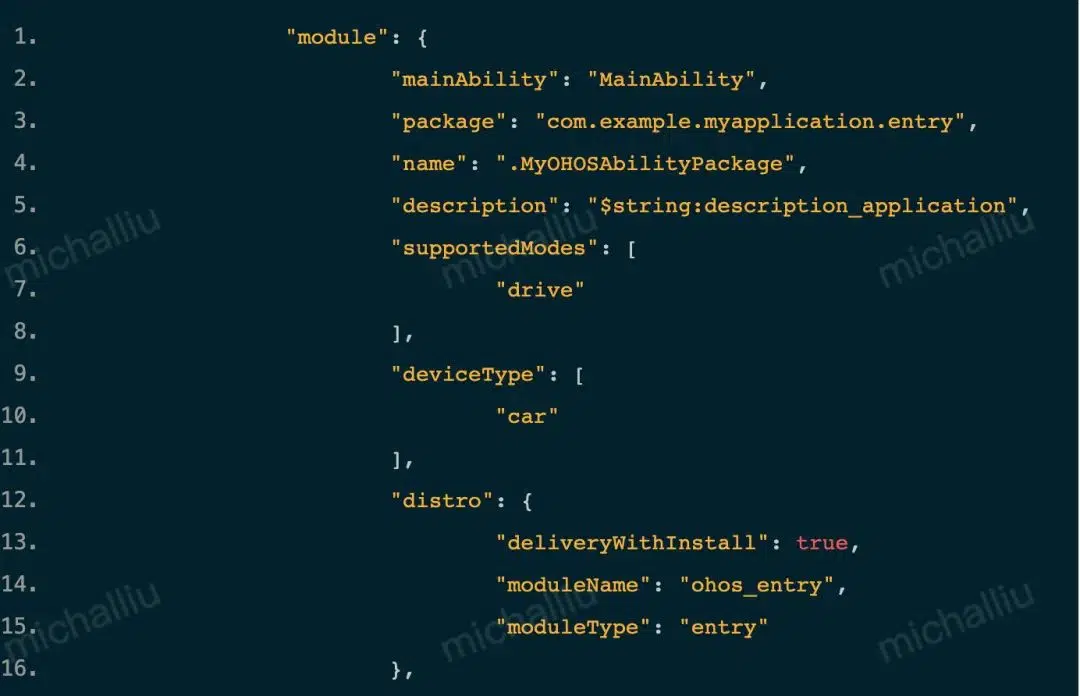 1. "module": {
2. "mainAbility": "MainAbility",
3. "package": "com.example.myapplication.entry",
4. "name": ".MyOHOSAbilityPackage",
5. "description": "$string:description_application",
6. "supportedModes": [
7. "drive"
8. ],
9. "deviceType": [
10. "car"
11. ],
12. "distro": {
13. "deliveryWithInstall": true,
14. "moduleName": "ohos_entry",
15. "moduleType": "entry"
16. },
michalliu
michalliu
michalliu
michalliu
michalliu
michalliu